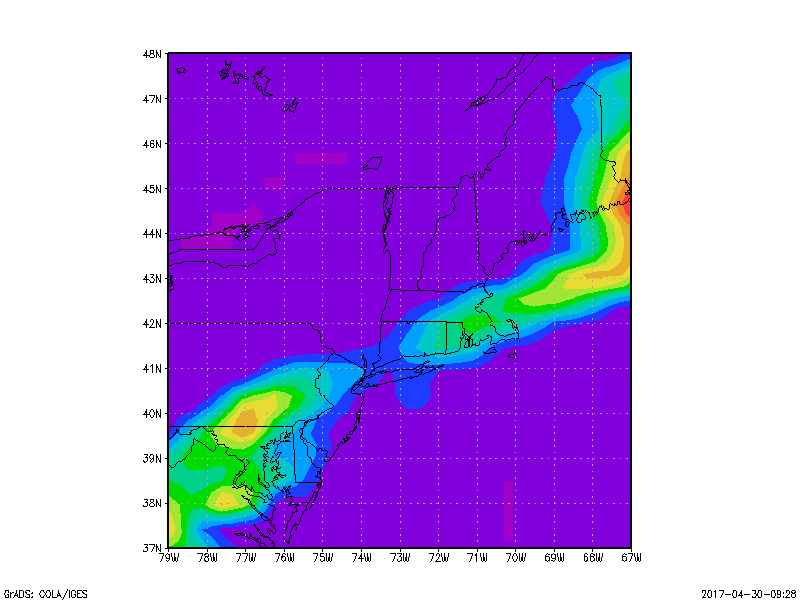 48N
47N
46N
45N
44N
43N
42N
41N
40N
39N
38N
37N
79W 78W 77W 76W 75W 74W 73W 72W 71W 70W 69W 68W 67W
GrADS: COLA/IGES 2017-04-30-09:28